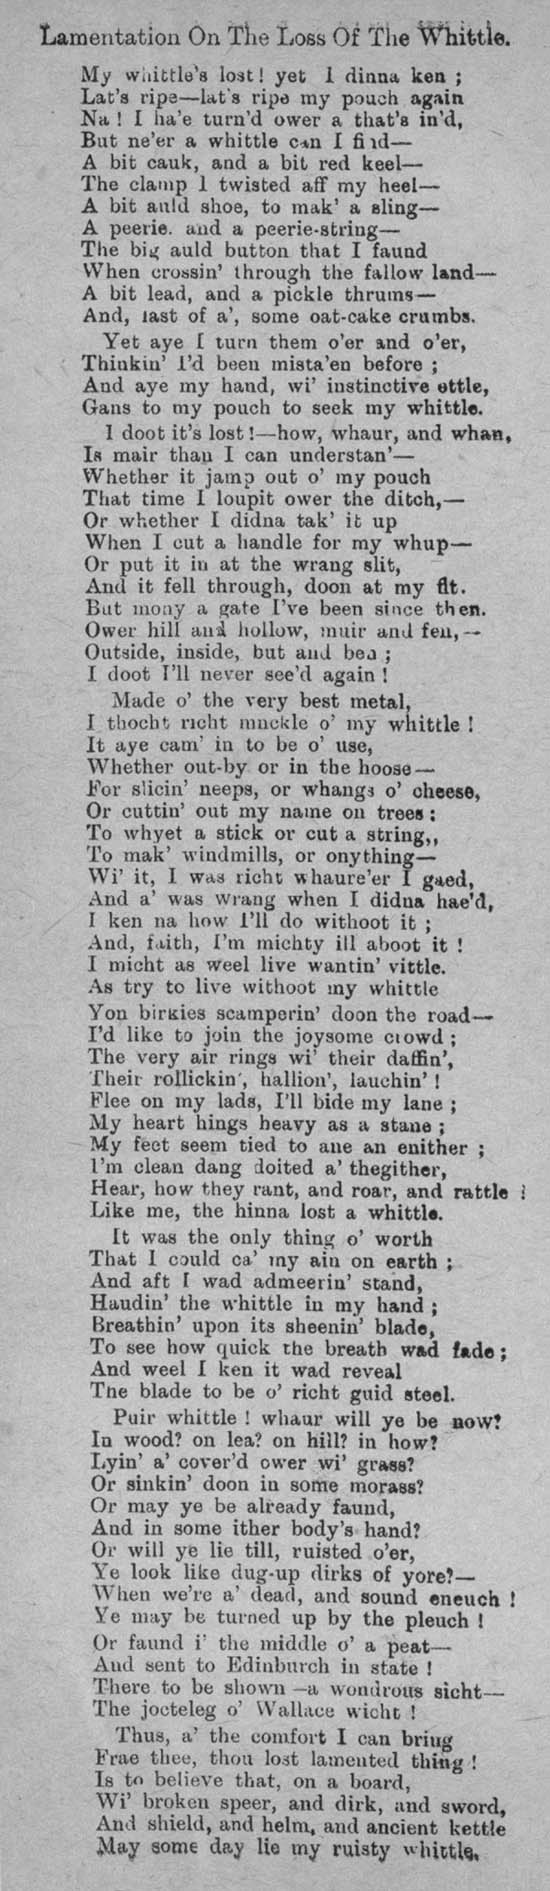 Lamentation On The Loss Of The Whittle.
My whittle's lost! yet I dinna ken;
Lat's ripe—lat's ripe my pouch again
Na! I ha'e turn'd ower a that's in'd,
But ne'er a whittle can I find—
A bit cauk, and a bit red keel—
The clamp I twisted aff my heel—
A bit auld shoe, to mak' a sling—
A peerie. and a peerie-string—
The big auld button that I faund
When crossin' through the fallow land—
A bit lead, and a pickle thrums—
And, last of a', some oat-cake crumbs.
Yet aye I turn them o'er and o'er,
Thinkin' I'd been mista'en before;
And aye my hand, wi' instinctive ettle,
Gans to my pouch to seek my whittle.
I doot it's lost!—how, whaur, and whan,
Is mair than I can understan'—
Whether it jamp out o' my pouch
That time I loupit ower the ditch,—
Or whether I didna tak' it up
When I cut a handle for my whup—
Or put it in at the wrang slit,
And it fell through, doon at my fit.
But mony a gate I've been since then.
Ower hill and hollow, muir and fen,—
Outside, inside, but and ben;
I doot I'll never see'd again!
Made o' the very best metal,
I thocht richt muckle o' my whittle!
It aye cam' in to be o' use,
Whether out-by or in the hoose—
For slicin' neeps, or whangs o' cheese,
Or cuttin' out my name on trees:
To whyet a stick or cut a string,,
To mak' windmills, or onything—
Wi' it, I was richt whaure'er I gaed,
And a' was wrang when I didna hae'd,
I ken na how I'll do withoot it;
And, faith, I'm michty ill aboot it!
I micht as weel live wantin' vittle.
As try to live withoot my whittle
Yon birkies scamperin' doon the road—
I'd like to join the joysome crowd;
The very air rings wi' their daffin',
Their rollickin', hallion', lauchin'!
Flee on my lads, I'll bide my lane;
My heart hings heavy as a stane;
My feet seem tied to ane an enither;
I'm clean dang doited a' thegither,
Hear, how they rant, and roar, and rattle!
Like me, the hinna lost a whittle.
It was the only thing o' worth
That I could ca' my ain on earth;
And aft I wad admeerin' stand,
Haudin' the whittle in my hand;
Breathin' upon its sheenin' blade,
To see how quick the breath wad fade;
And weel I ken it wad reveal
The blade to be o' richt guid steel.
Puir whittle! whaur will ye be now?
In wood? on lea? on hill? in how?
Lyin' a' cover'd ower wi' grass?
Or sinkin' doon in some morass?
Or may ye be already faund,
And in some ither body's hand?
Or will ye lie till, ruisted o'er,
Ye look like dug-up dirks of yore?—
When we're a' dead, and sound eneuch!
Ye may be turned up by the pleuch!
Or faund i' the middle o' a peat—
And sent to Edinburch in state!
There to be shown—a wondrous sicht—
The jocteleg o' Wallace wicht!
Thus, a' the comfort I can bring
Frae thee, thou lost lamented thing!
Is to believe that, on a board,
Wi' broken speer, and dirk, and sword,
And shield, and helm, and ancient kettle
May some day lie my ruisty whittle.